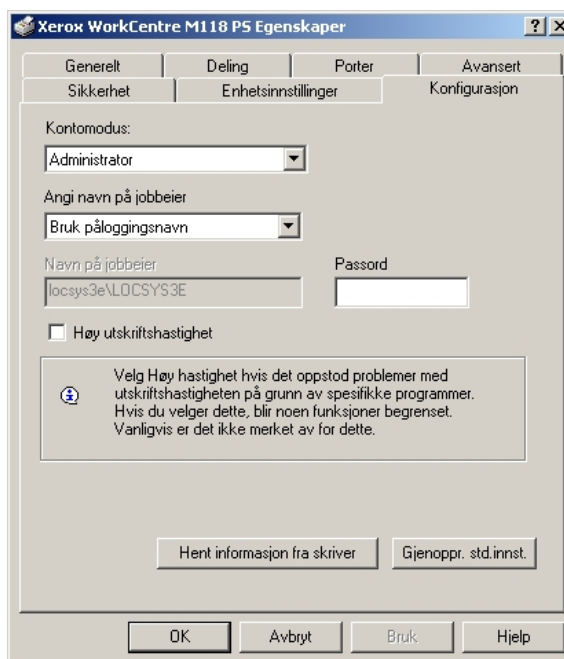 Xerox WorkCentre M118 PS Egenskaper
Generelt Deling Porter Avansert
Sikkerhet Enhetsinnstillinger Konfigurasjon
Kontomodus:
Administrator
Angi navn på jobbeier
Bruk påloggingsnavn
Navn på jobbeier Passord
locsys3e\LOCSYS3E
Høy utskriftshastighet
Velg Høy hastighet hvis det oppstod problemer med
utskriftshastigheten på grunn av spesifikke programmer.
Hvis du velger dette, blir noen funksjoner begrenset.
Vanligvis er det ikke merket av for dette.
Hent informasjon fra skriver Gjenoppr. std.innst.
OK Avbryt Bruk Hjelp